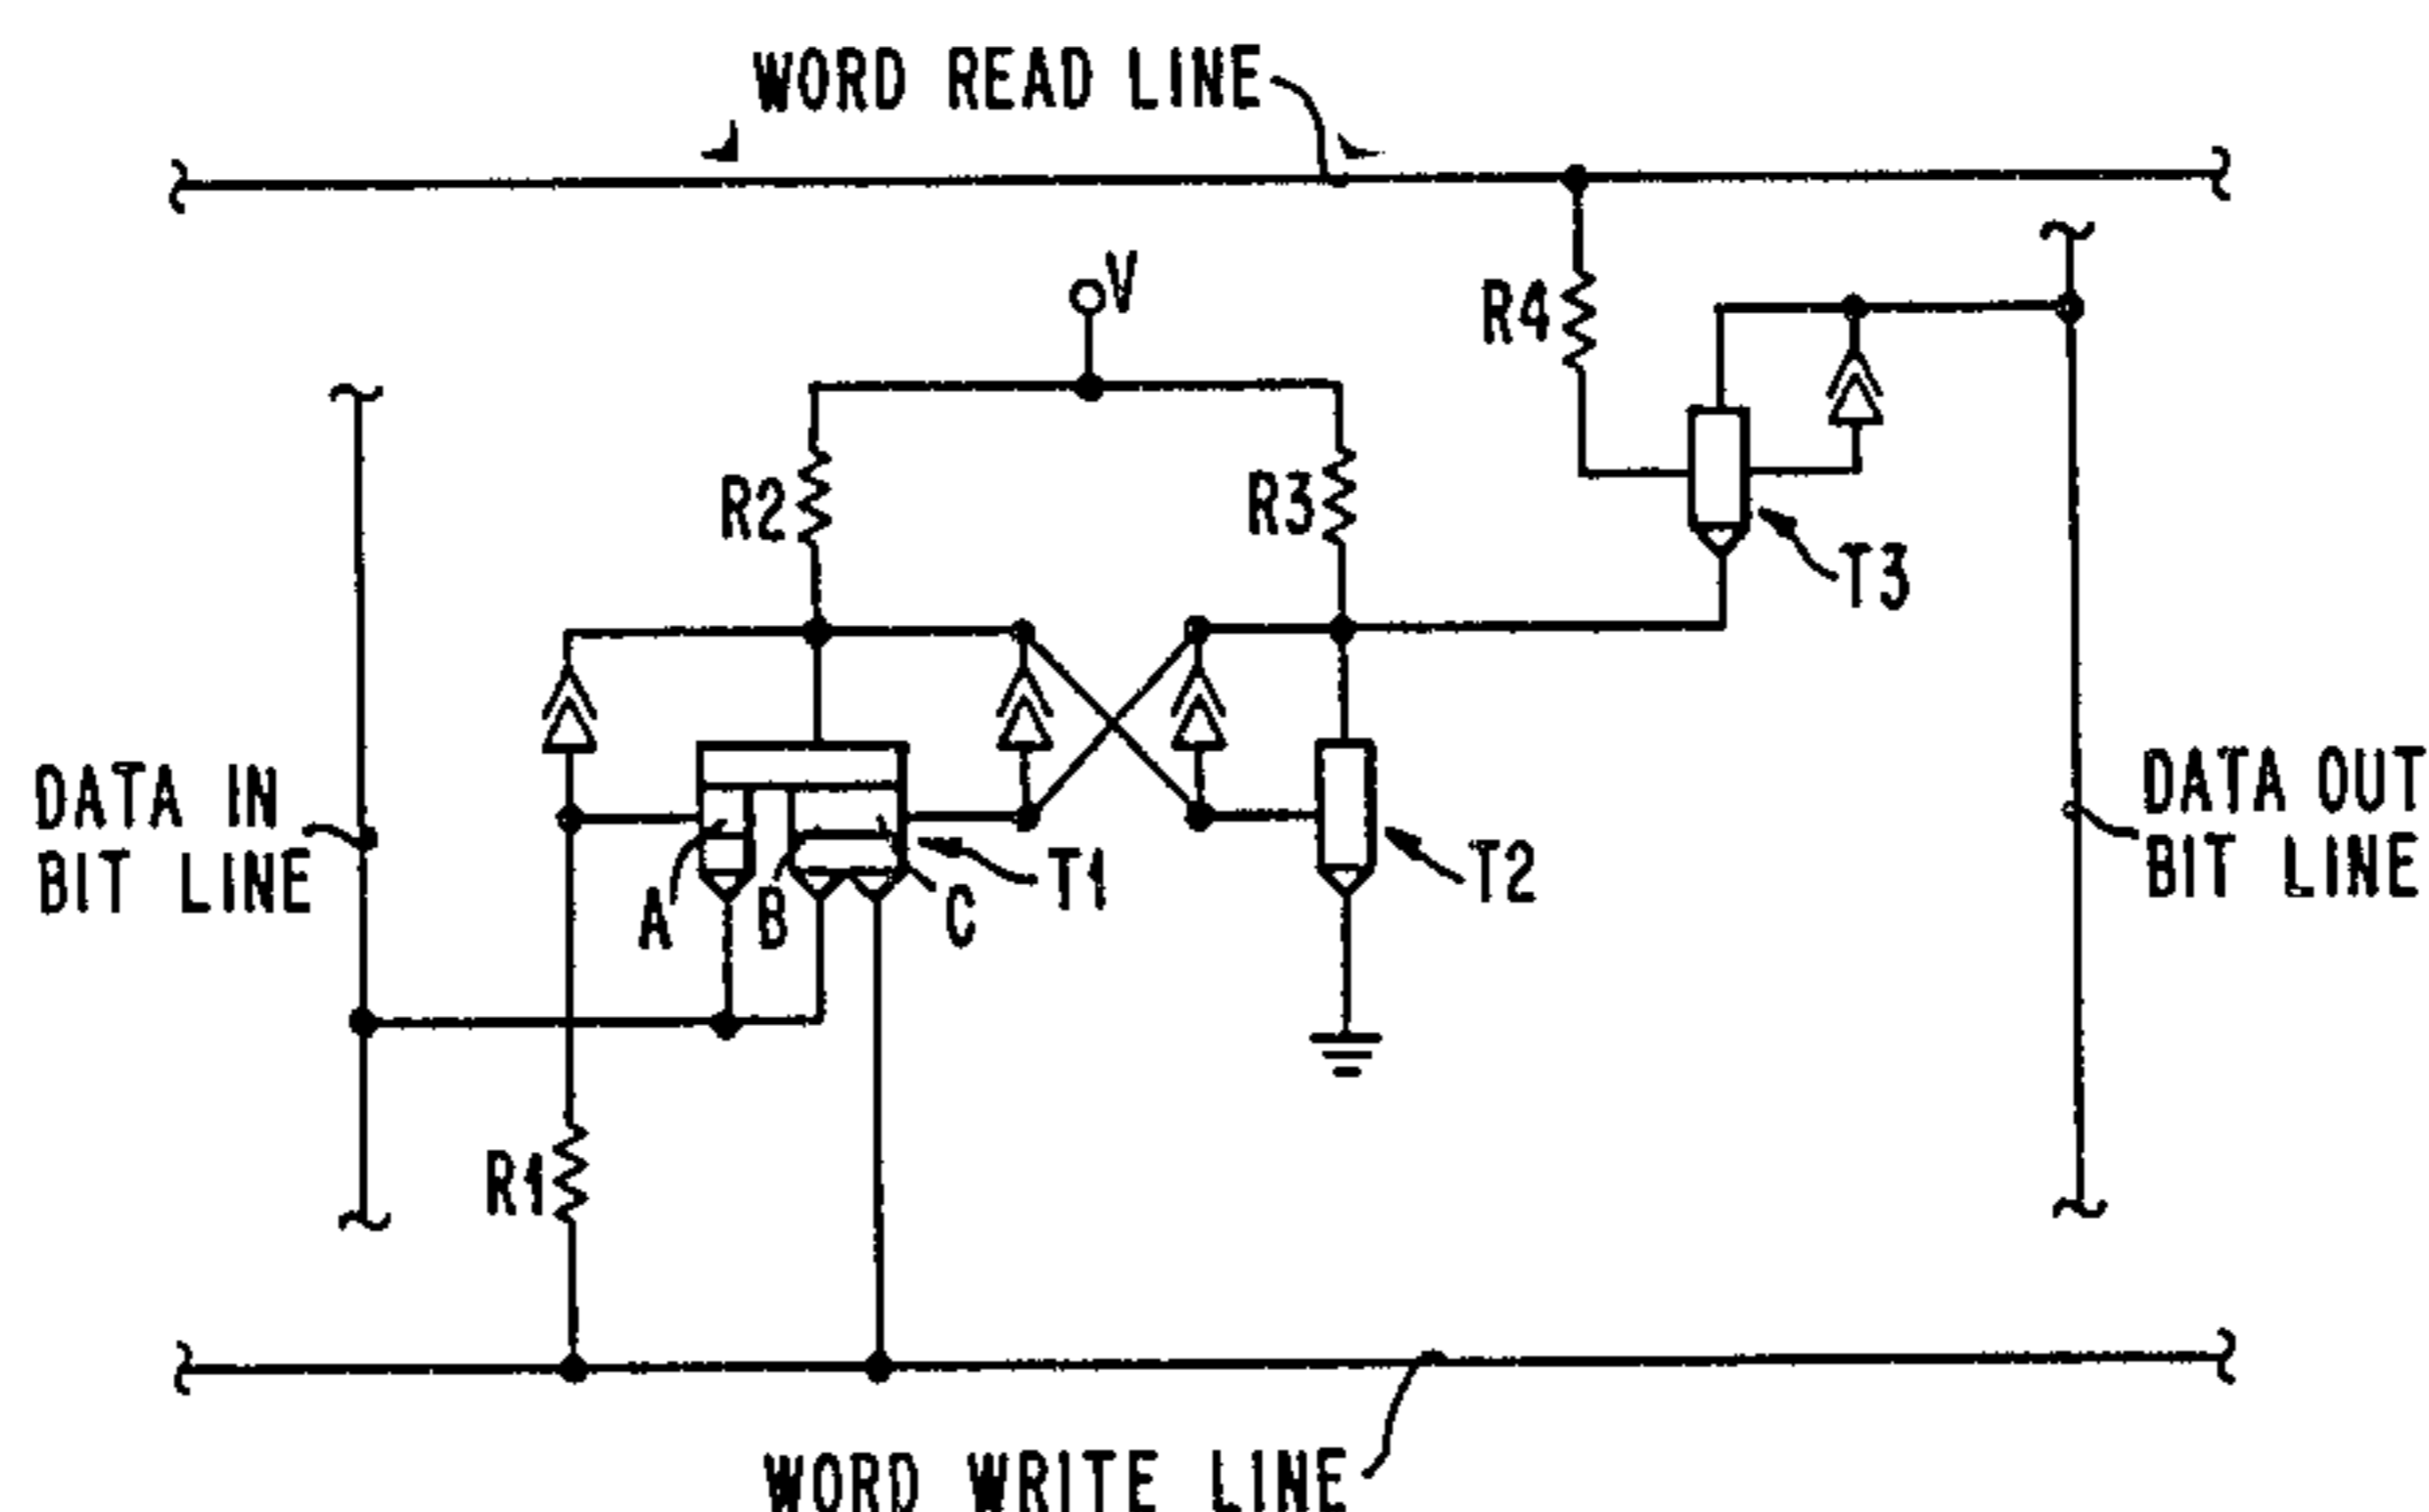 WORD READ LINE
V
R4
R2
R3
T3
DATA IN
BIT LINE
DATA OUT
BIT LINE
A
B
C
T1
T2
R1
WORD WRITE LINE